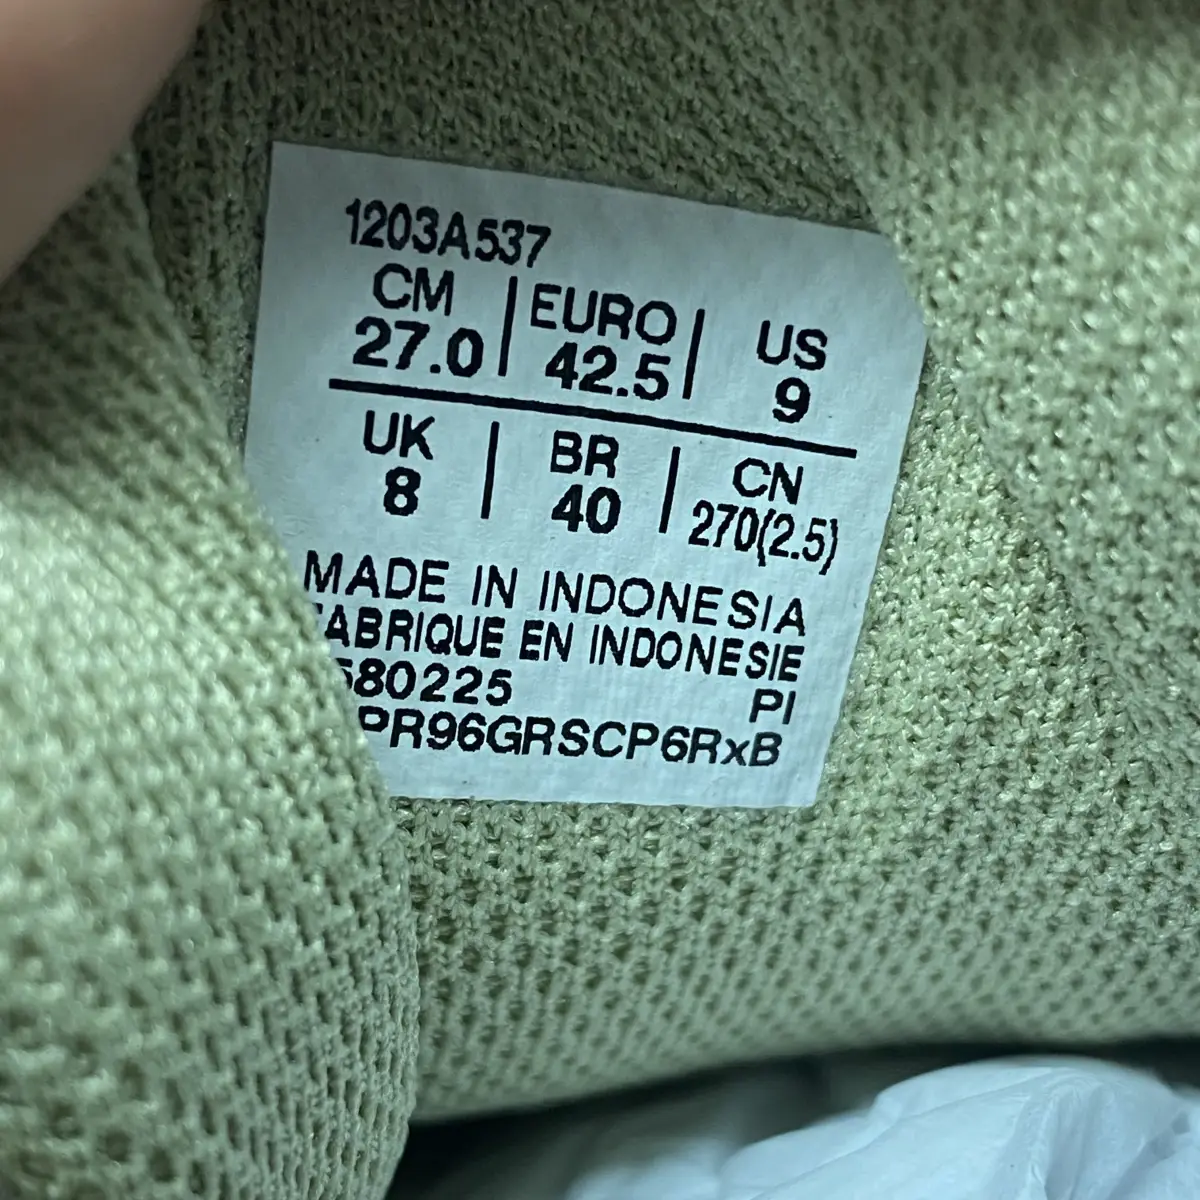 1203A537
CM | EURO | US
27.0 | 42.5 | 9
UK | BR | CN
8 | 40 | 270(2.5)
MADE IN INDONESIA
FABRIQUE EN INDONESIE
580225 PI
PR96GRSCP6RxB